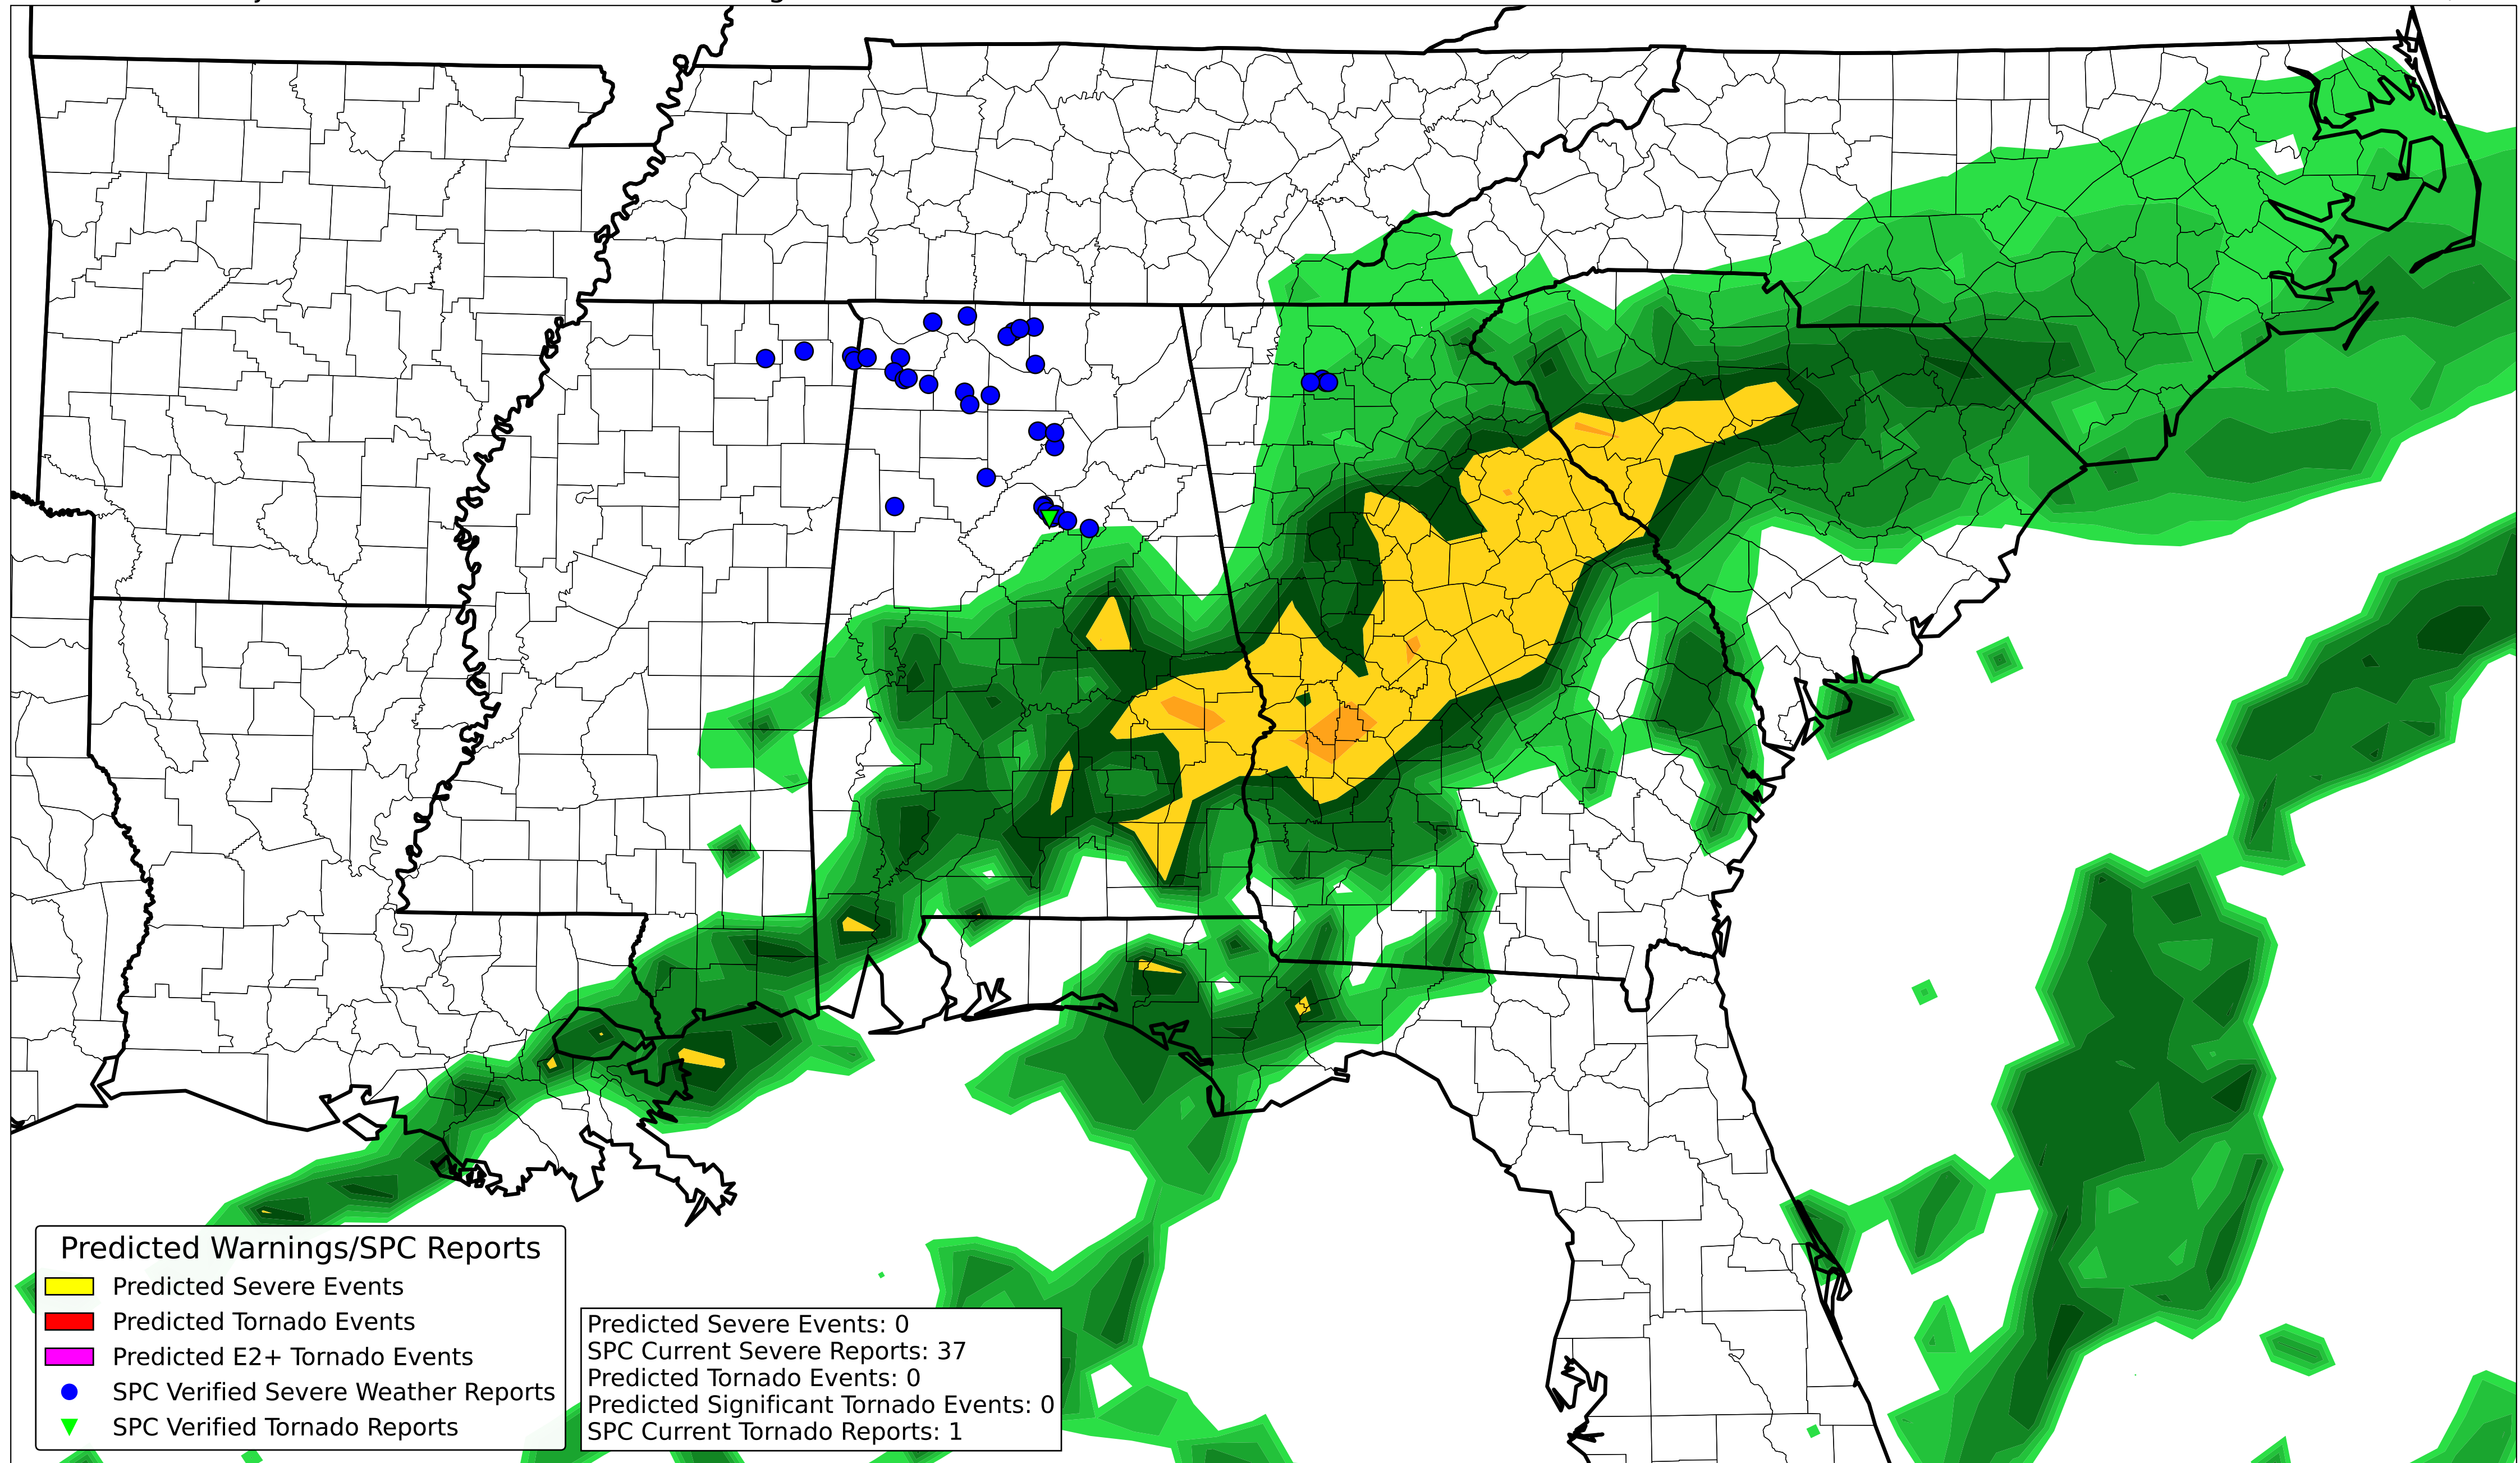 Predicted Warnings/SPC Reports
Predicted Severe Events
Predicted Tornado Events
Predicted E2+ Tornado Events
SPC Verified Severe Weather Reports
SPC Verified Tornado Reports
Predicted Severe Events: 0
SPC Current Severe Reports: 37
Predicted Tornado Events: 0
Predicted Significant Tornado Events: 0
SPC Current Tornado Reports: 1